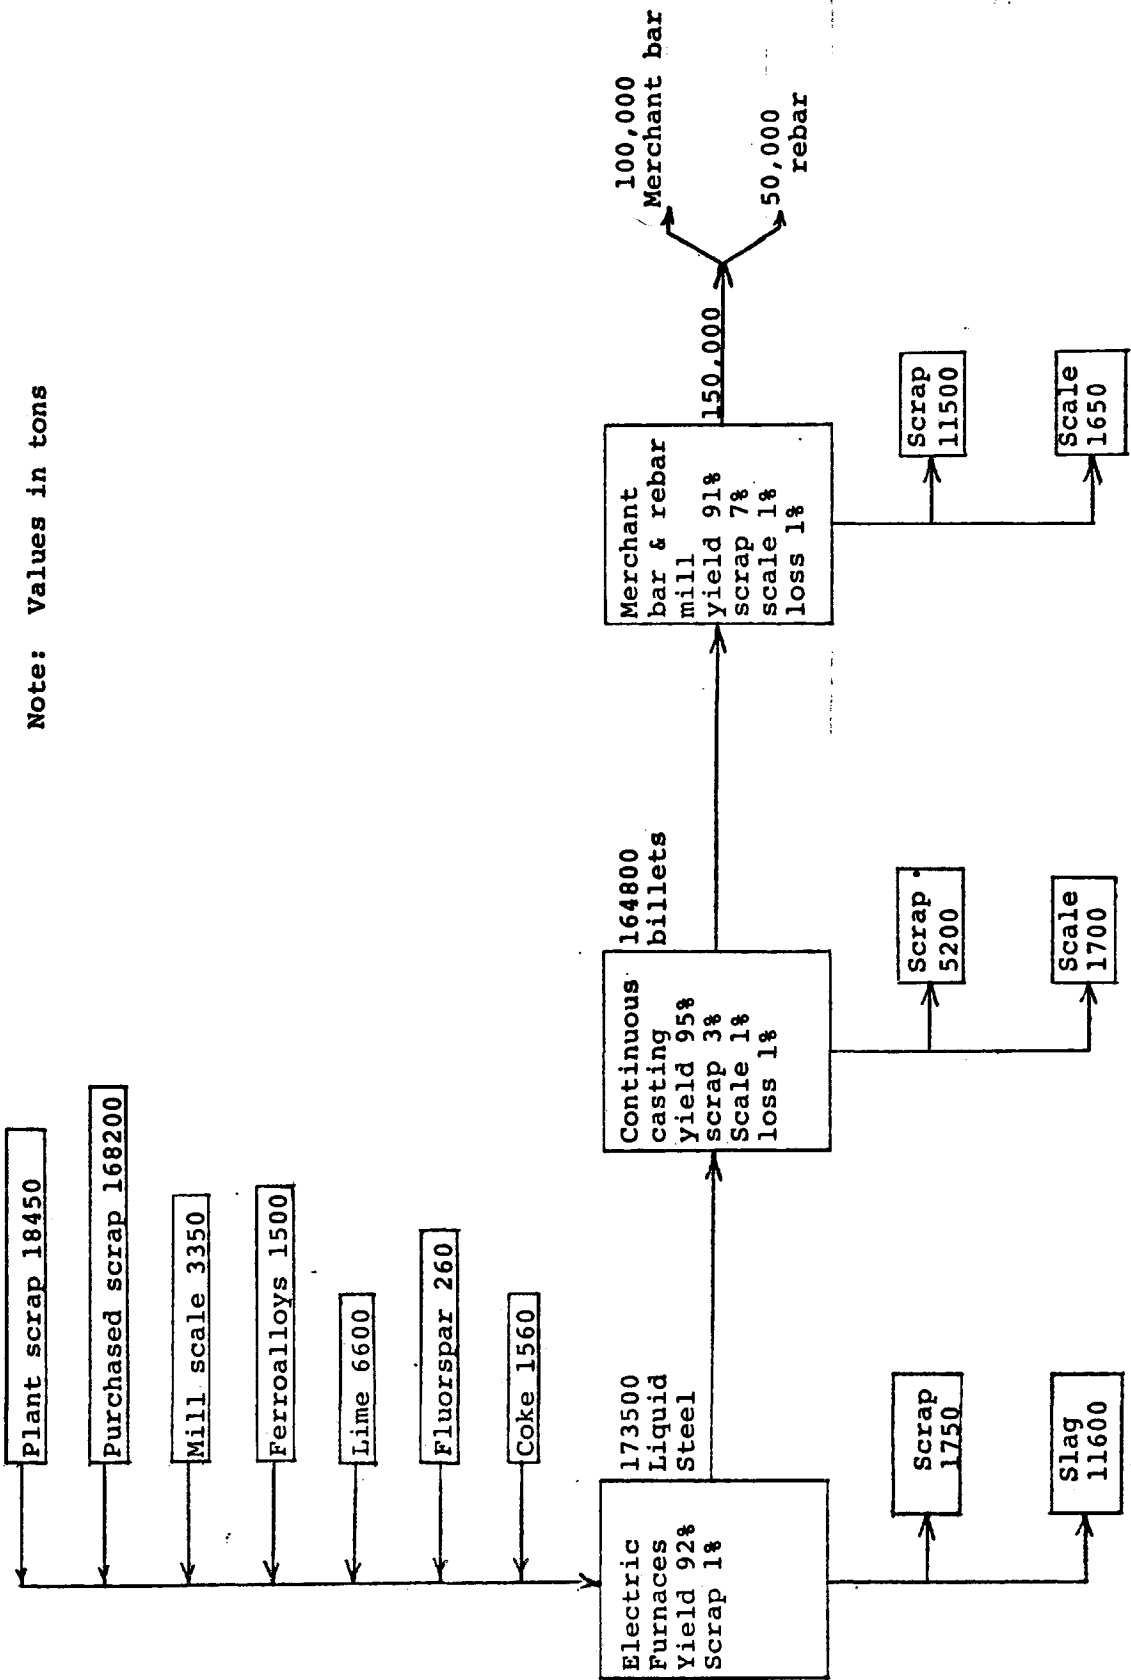 Note: Values in tons
Plant scrap 18450
Purchased scrap 168200
Mill scale 3350
Ferroalloys 1500
Lime 6600
Fluorspar 260
Coke 1560
Electric
Furnaces
Yield 92%
Scrap 1%
173500
Liquid
Steel
Scrap
1750
Slag
11600
Continuous
casting
yield 95%
scrap 3%
Scale 1%
loss 1%
164800
billets
Scrap
5200
Scale
1700
Merchant
bar & rebar
mill
yield 91%
scrap 7%
scale 1%
loss 1%
150,000
Scrap
11500
Scale
1650
100,000
Merchant bar
50,000
rebar